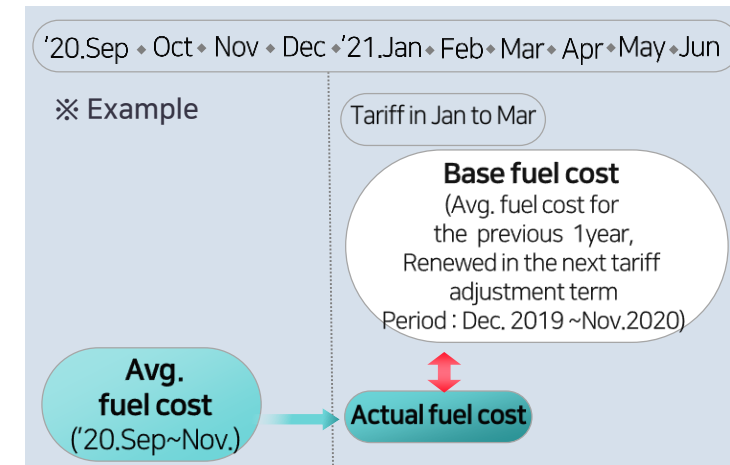 '20.Sep ◆ Oct ◆ Nov ◆ Dec ◆ '21.Jan ◆ Feb ◆ Mar ◆ Apr ◆ May ◆ Jun
※ Example
Tariff in Jan to Mar
Base fuel cost
(Avg. fuel cost for
the previous 1year,
Renewed in the next tariff
adjustment term
Period : Dec. 2019 ~Nov.2020)
Avg.
fuel cost
('20.Sep~Nov.)
Actual fuel cost